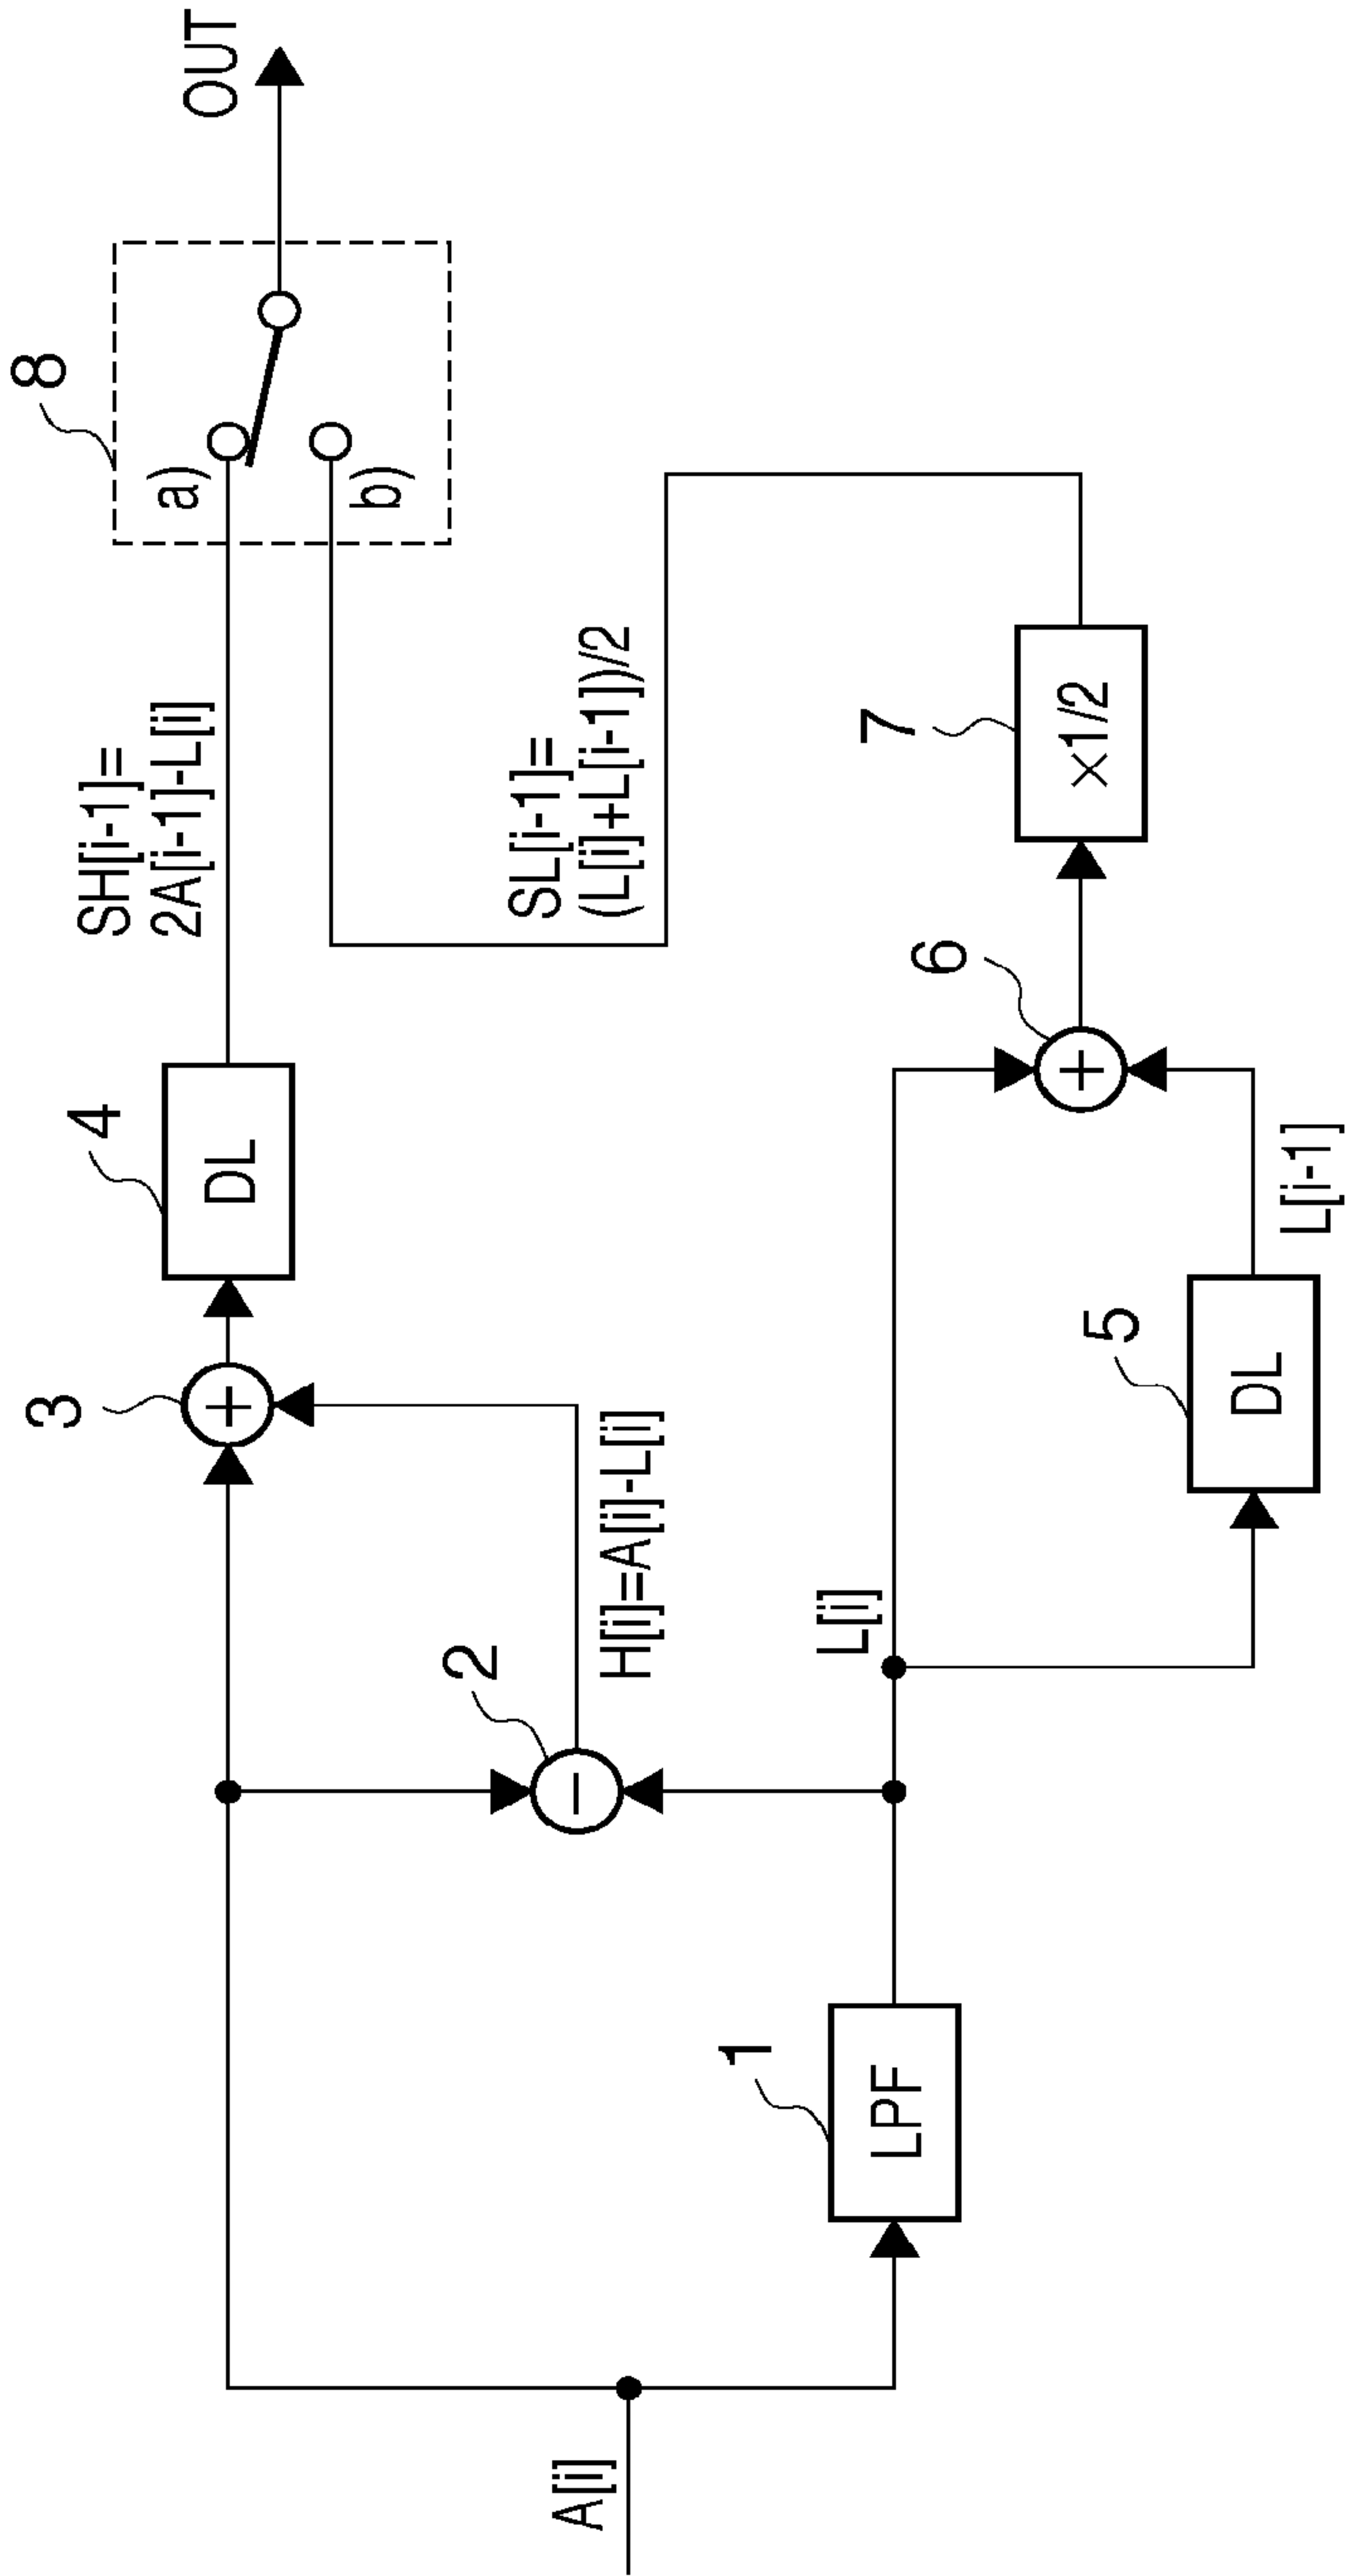 A[i]
1
LPF
2
H[i]=A[i]-L[i]
L[i]
3
4
DL
5
DL
L[i-1]
6
7
×1/2
SH[i-1]=
2A[i-1]-L[i]
SL[i-1]=
(L[i]+L[i-1])/2
8
a)
b)
OUT